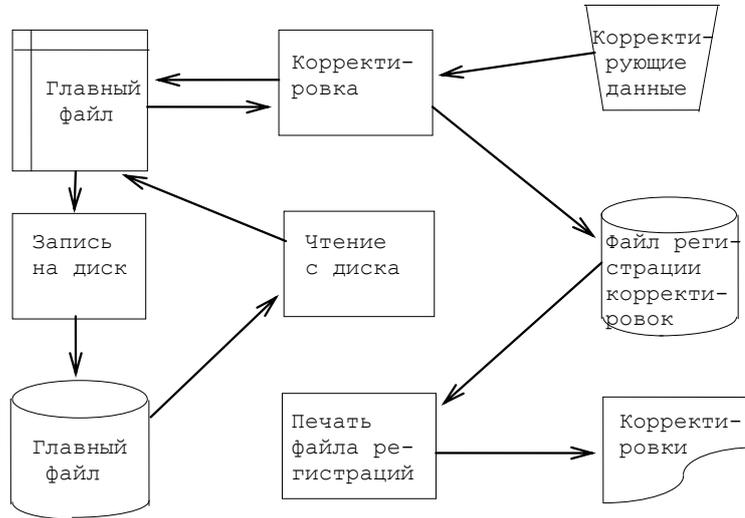 Главный
файл
Корректи-
ровка
Корректи-
рующие
данные
Запись
на диск
Чтение
с диска
Файл реги-
страции
корректи-
ровок
Главный
файл
Печать
файла ре-
гистраций
Корректи-
ровки